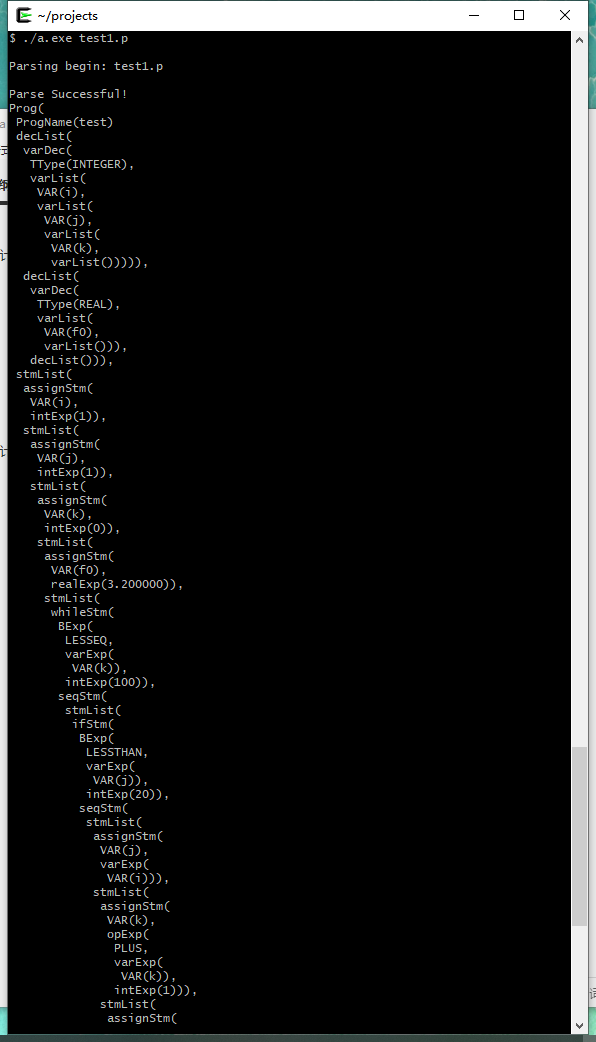 ~/projects
$ ./a.exe test1.p
Parsing begin: test1.p
Parse Successful!
Prog(
 ProgName(test)
 decList(
  varDec(
   TType(INTEGER),
   varList(
    VAR(i),
    varList(
     VAR(j),
     varList(
      VAR(k),
      varList())))),
  decList(
   varDec(
    TType(REAL),
    varList(
     VAR(f0),
     varList())),
   decList())),
 stmList(
  assignStm(
   VAR(i),
   intExp(1)),
  stmList(
   assignStm(
    VAR(j),
    intExp(1)),
   stmList(
    assignStm(
     VAR(k),
     intExp(0)),
    stmList(
     assignStm(
      VAR(f0),
      realExp(3.200000)),
     stmList(
      whileStm(
       BExp(
        LESSEQ,
        varExp(
         VAR(k)),
        intExp(100)),
       seqStm(
        stmList(
         ifStm(
          BExp(
           LESSTHAN,
           varExp(
            VAR(j)),
           intExp(20)),
          seqStm(
           stmList(
            assignStm(
             VAR(j),
             varExp(
              VAR(i))),
            stmList(
             assignStm(
              VAR(k),
              opExp(
               PLUS,
               varExp(
                VAR(k)),
               intExp(1))),
             stmList(
              assignStm(